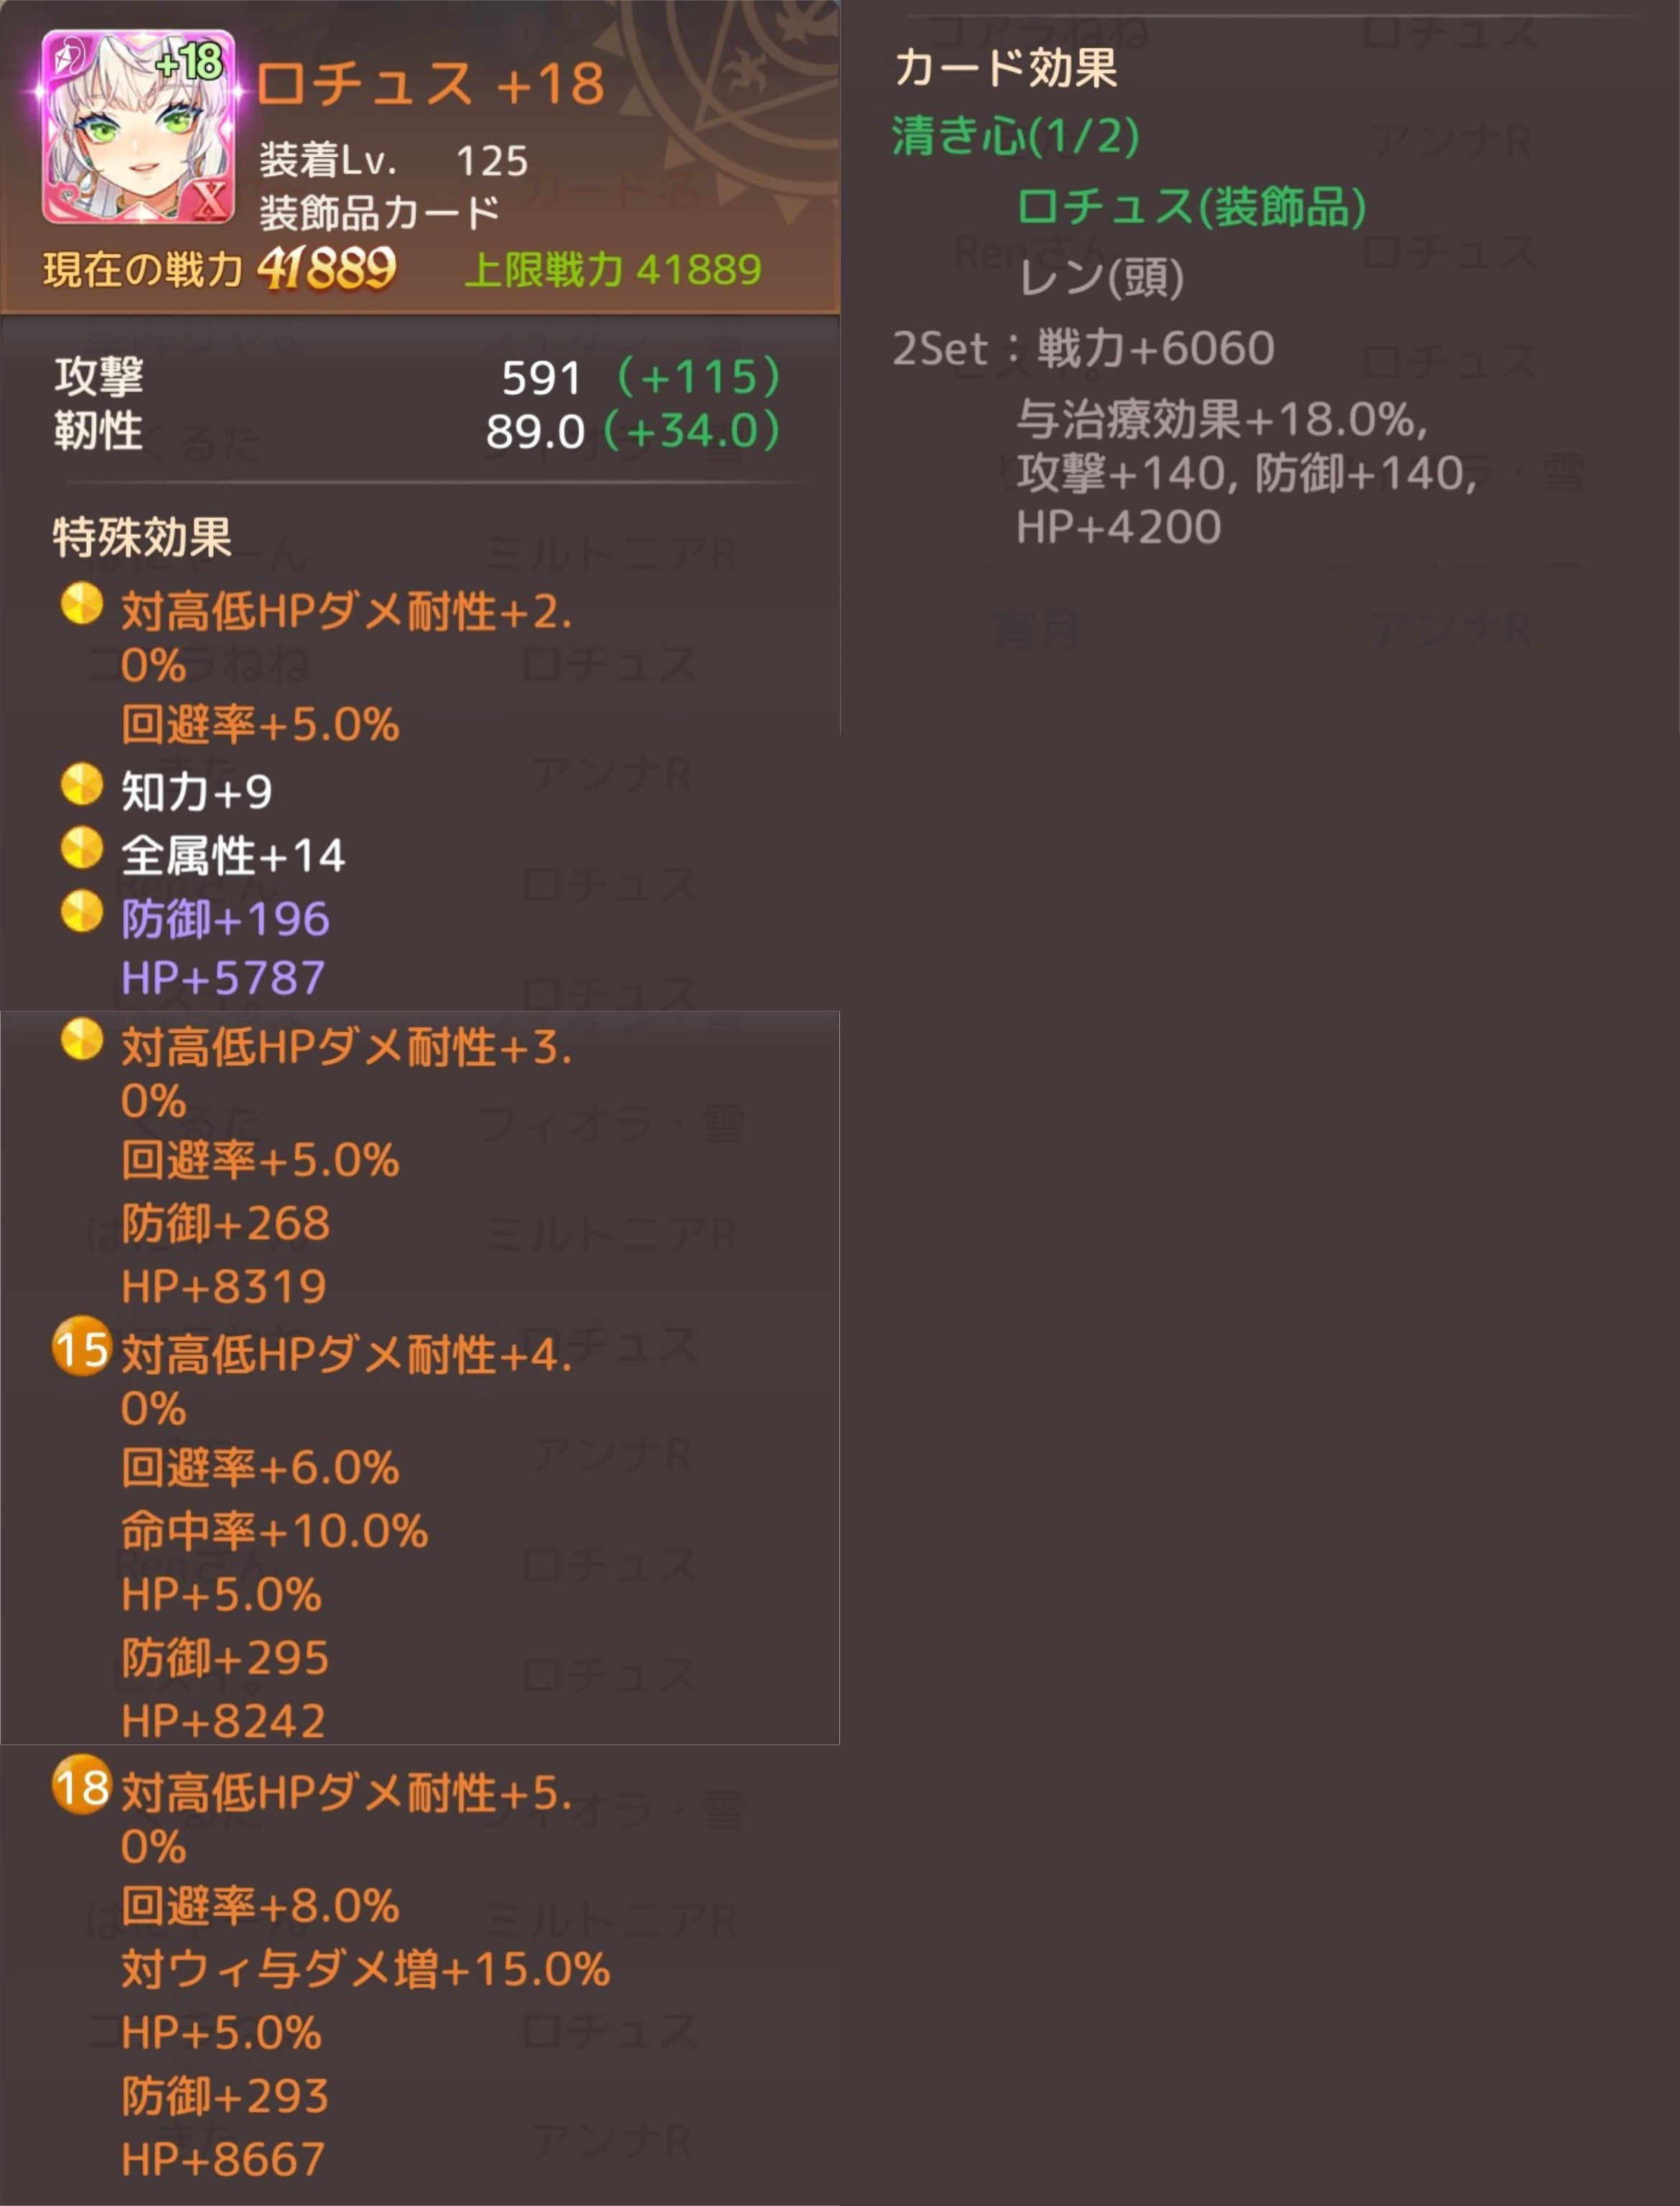 +18
ロチュス +18
装着Lv. 125
装飾品カード
X
現在の戦力 41889 上限戦力 41889
攻撃 591 (+115)
靭性 89.0 (+34.0)
特殊効果
対高低HPダメ耐性+2.
0%
回避率+5.0%
知力+9
全属性+14
防御+196
HP+5787
対高低HPダメ耐性+3.
0%
回避率+5.0%
防御+268
HP+8319
15 対高低HPダメ耐性+4.
0%
回避率+6.0%
命中率+10.0%
HP+5.0%
防御+295
HP+8242
18 対高低HPダメ耐性+5.
0%
回避率+8.0%
対ウィ与ダメ増+15.0%
HP+5.0%
防御+293
HP+8667
カード効果
清き心(1/2)
ロチュス(装飾品)
レン(頭)
2Set：戦力+6060
与治療効果+18.0%,
攻撃+140, 防御+140,
HP+4200